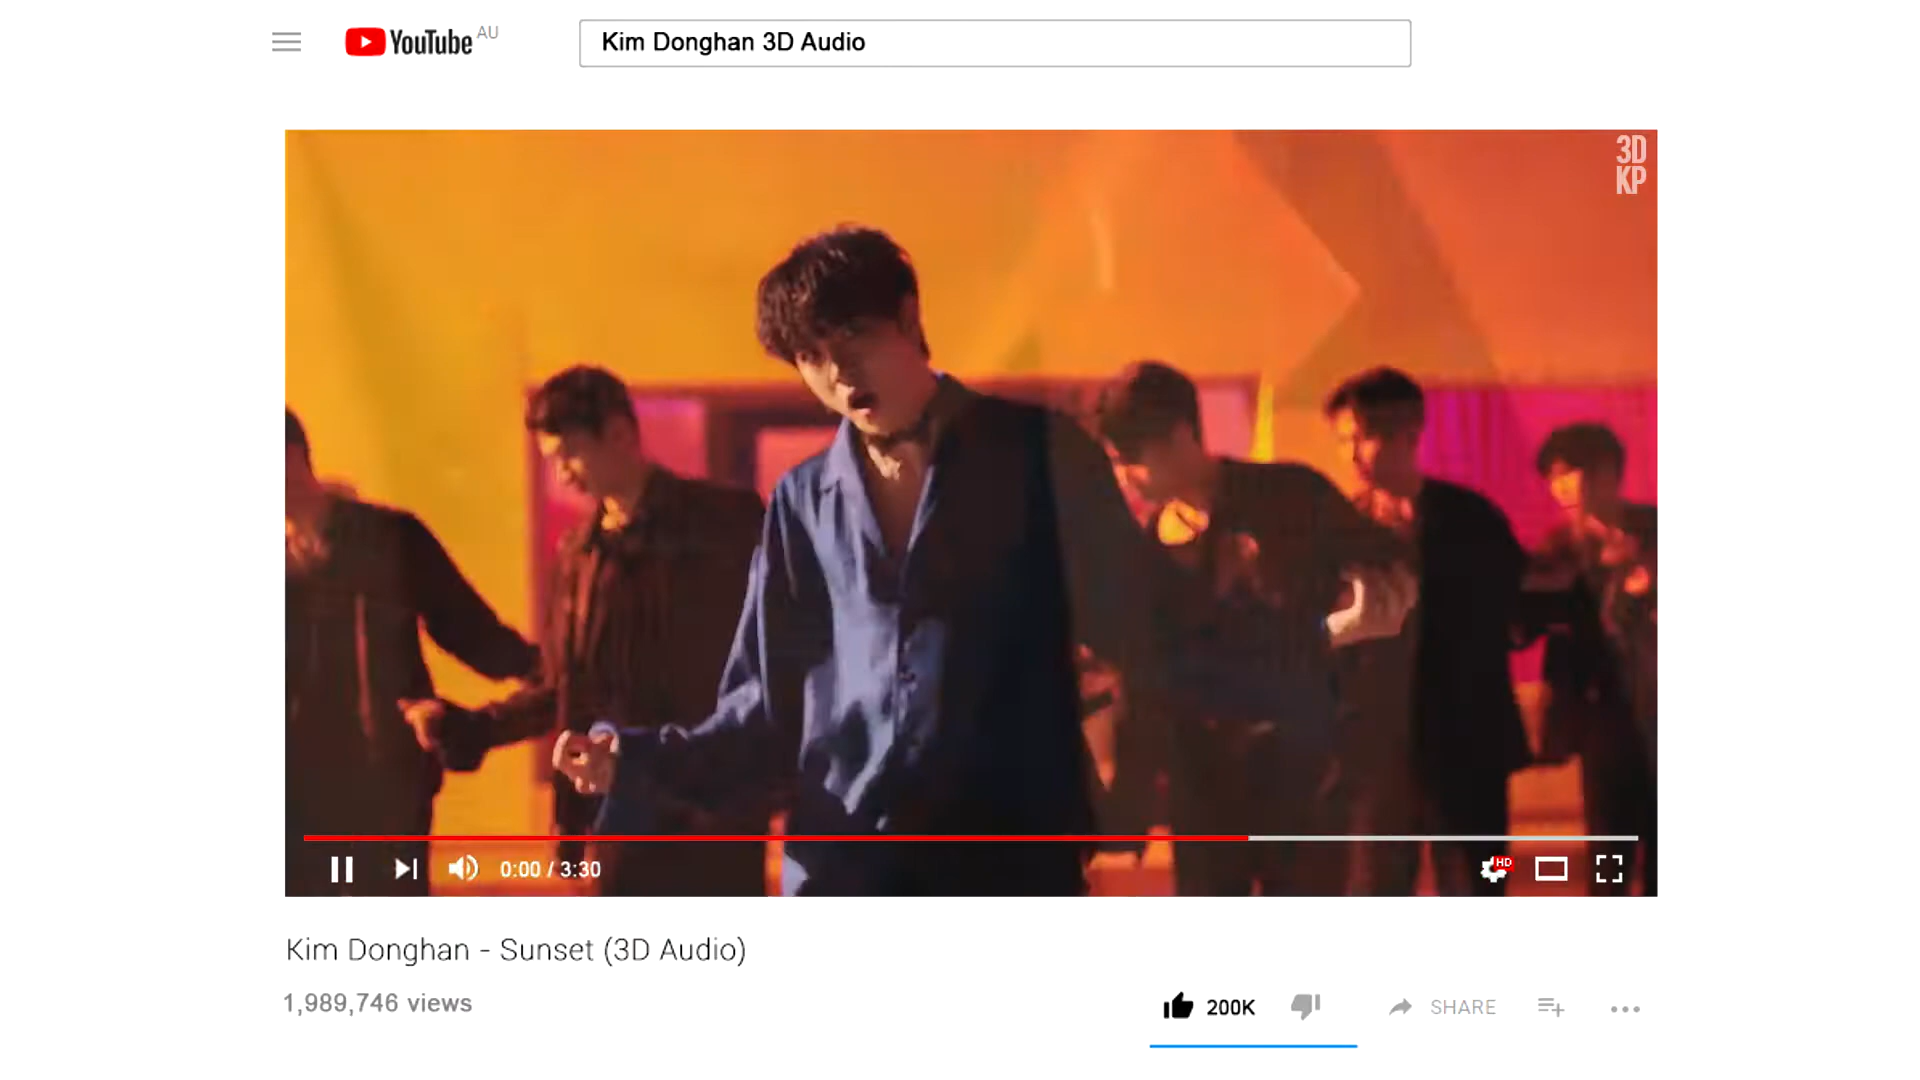 YouTube AU
Kim Donghan 3D Audio
3D
KP
0:00 / 3:30
HD
Kim Donghan - Sunset (3D Audio)
1,989,746 views
200K
SHARE